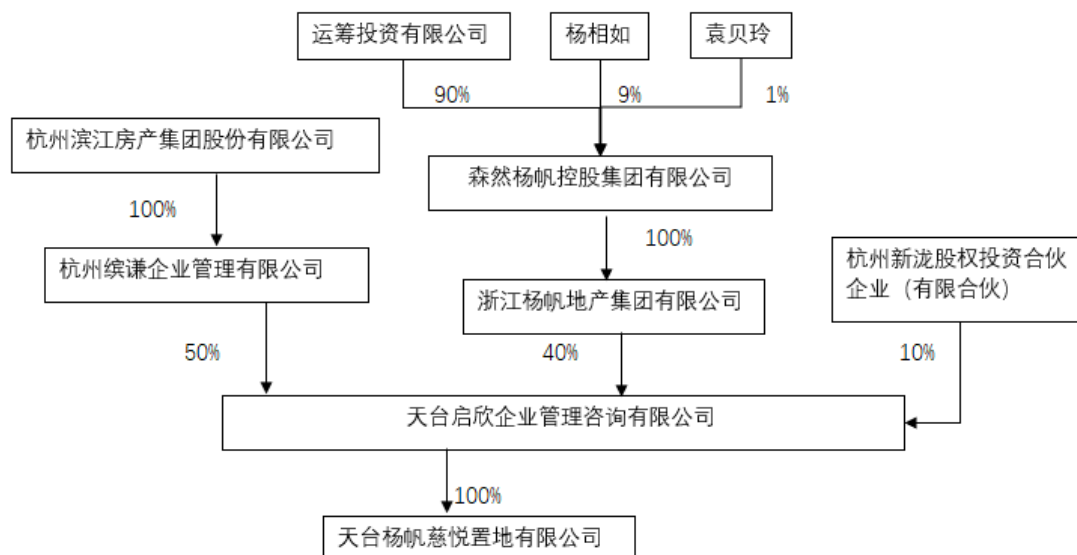 运筹投资有限公司
杨相如
袁贝玲
90%
9%
1%
杭州滨江房产集团股份有限公司
森然杨帆控股集团有限公司
100%
100%
杭州缤谦企业管理有限公司
浙江杨帆地产集团有限公司
杭州新泷股权投资合伙
企业（有限合伙）
50%
40%
10%
天台启欣企业管理咨询有限公司
100%
天台杨帆慈悦置地有限公司